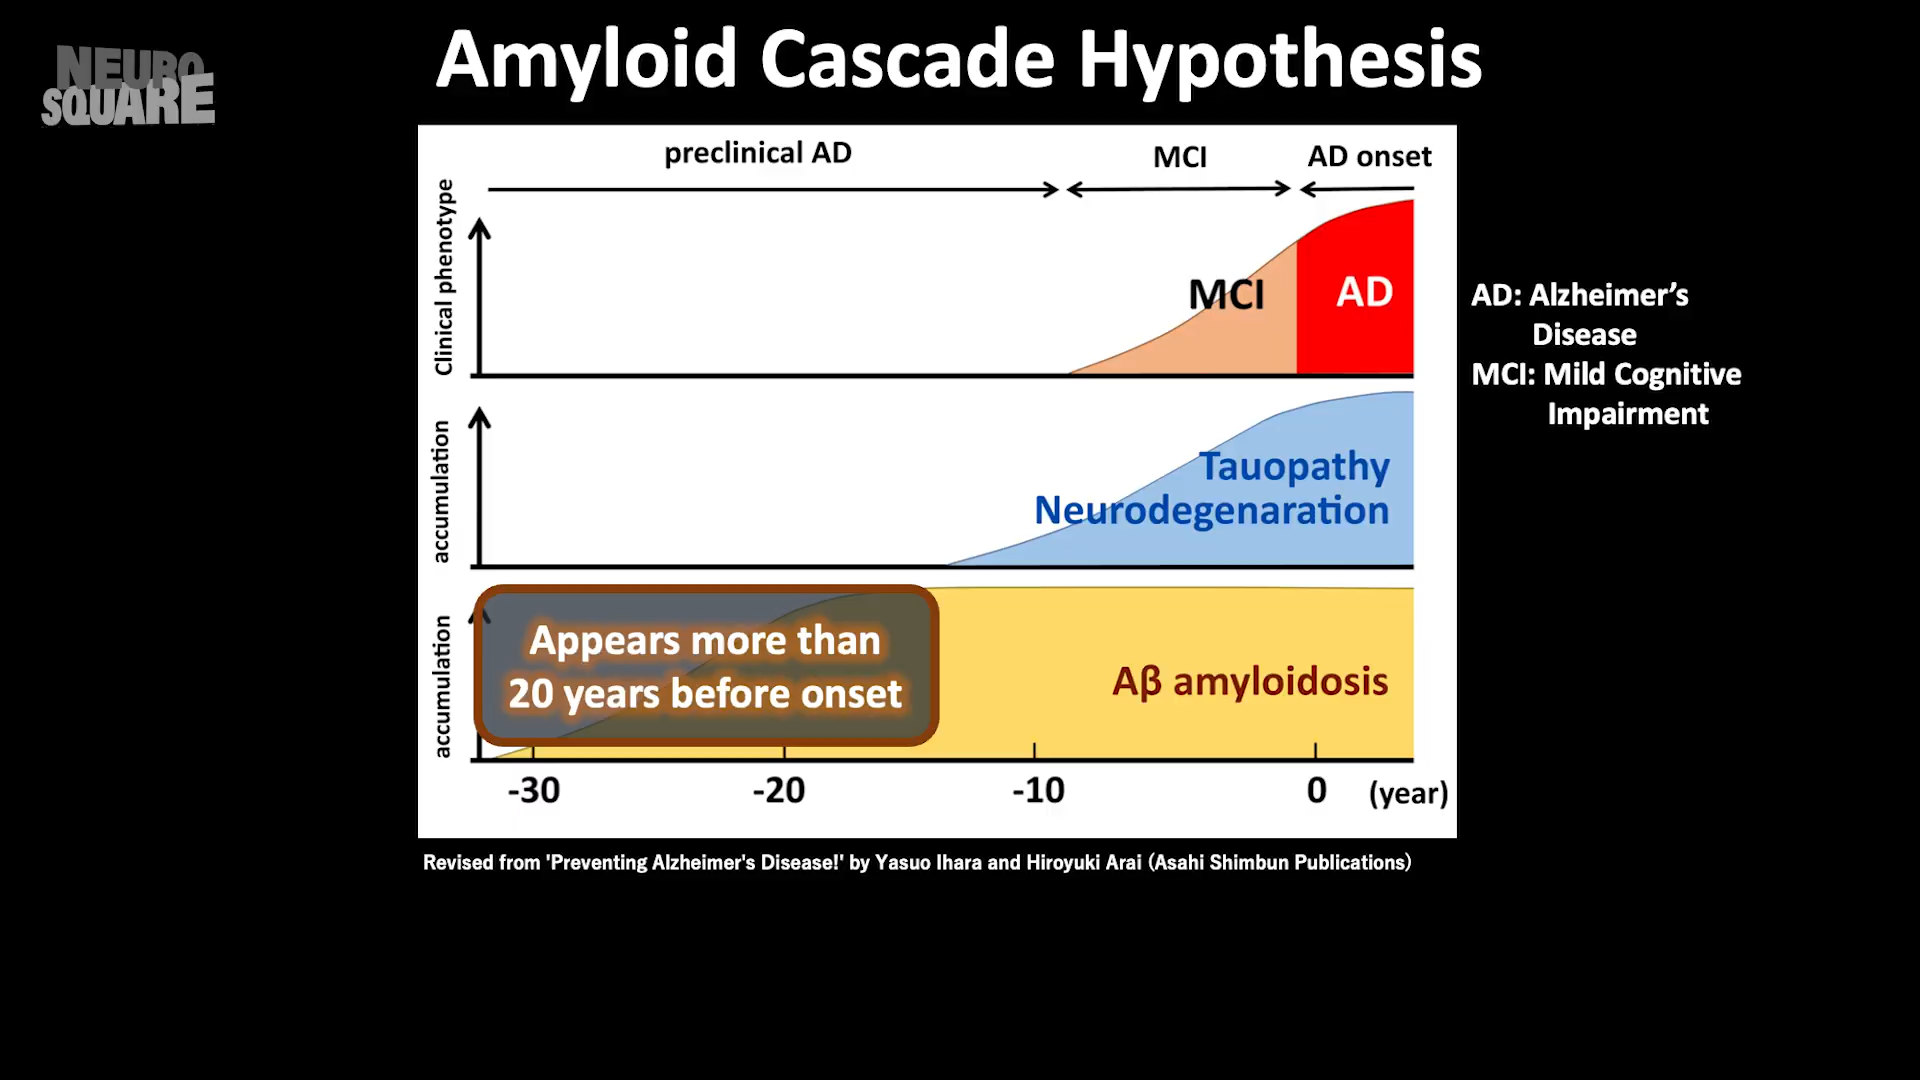 NEURO
SQUARE
Amyloid Cascade Hypothesis
preclinical AD
MCI
AD onset
Clinical phenotype
MCI
AD
AD: Alzheimer’s
Disease
MCI: Mild Cognitive
Impairment
accumulation
Tauopathy
Neurodegenaration
accumulation
Appears more than
20 years before onset
Aβ amyloidosis
-30
-20
-10
0
(year)
Revised from 'Preventing Alzheimer's Disease!' by Yasuo Ihara and Hiroyuki Arai (Asahi Shimbun Publications)